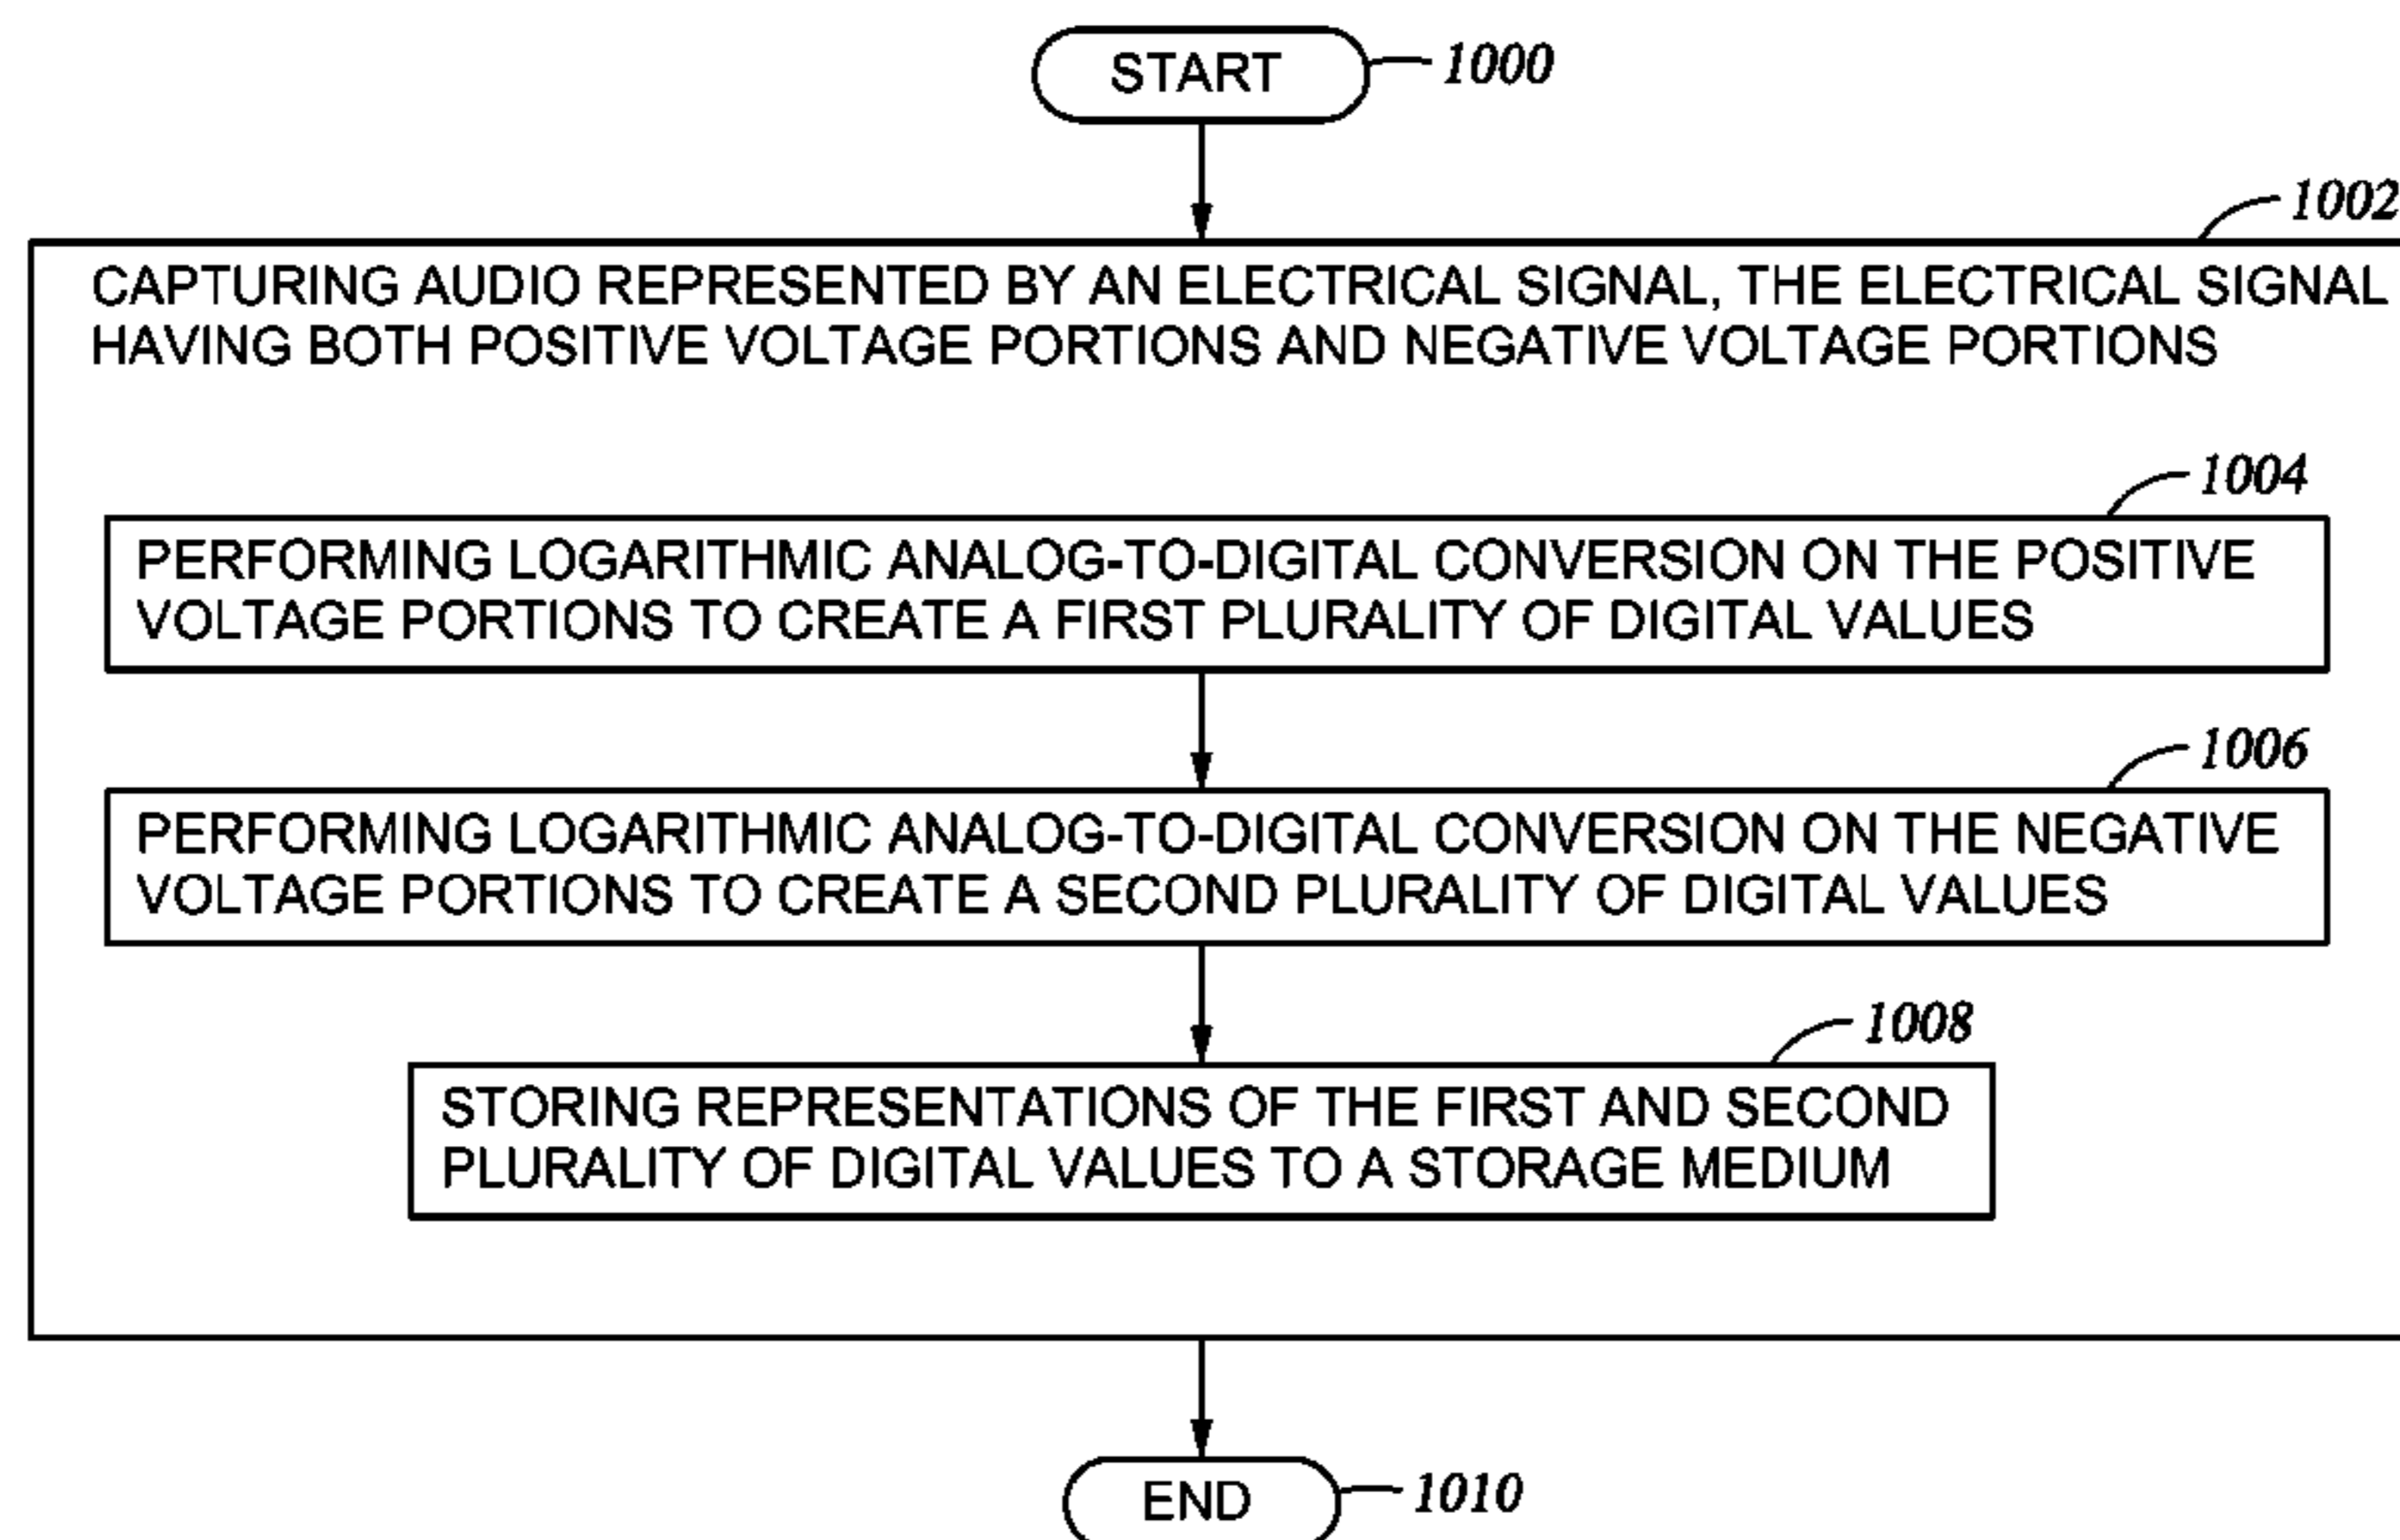 START
1000
1002
CAPTURING AUDIO REPRESENTED BY AN ELECTRICAL SIGNAL, THE ELECTRICAL SIGNAL
HAVING BOTH POSITIVE VOLTAGE PORTIONS AND NEGATIVE VOLTAGE PORTIONS
1004
PERFORMING LOGARITHMIC ANALOG-TO-DIGITAL CONVERSION ON THE POSITIVE
VOLTAGE PORTIONS TO CREATE A FIRST PLURALITY OF DIGITAL VALUES
1006
PERFORMING LOGARITHMIC ANALOG-TO-DIGITAL CONVERSION ON THE NEGATIVE
VOLTAGE PORTIONS TO CREATE A SECOND PLURALITY OF DIGITAL VALUES
1008
STORING REPRESENTATIONS OF THE FIRST AND SECOND
PLURALITY OF DIGITAL VALUES TO A STORAGE MEDIUM
END
1010